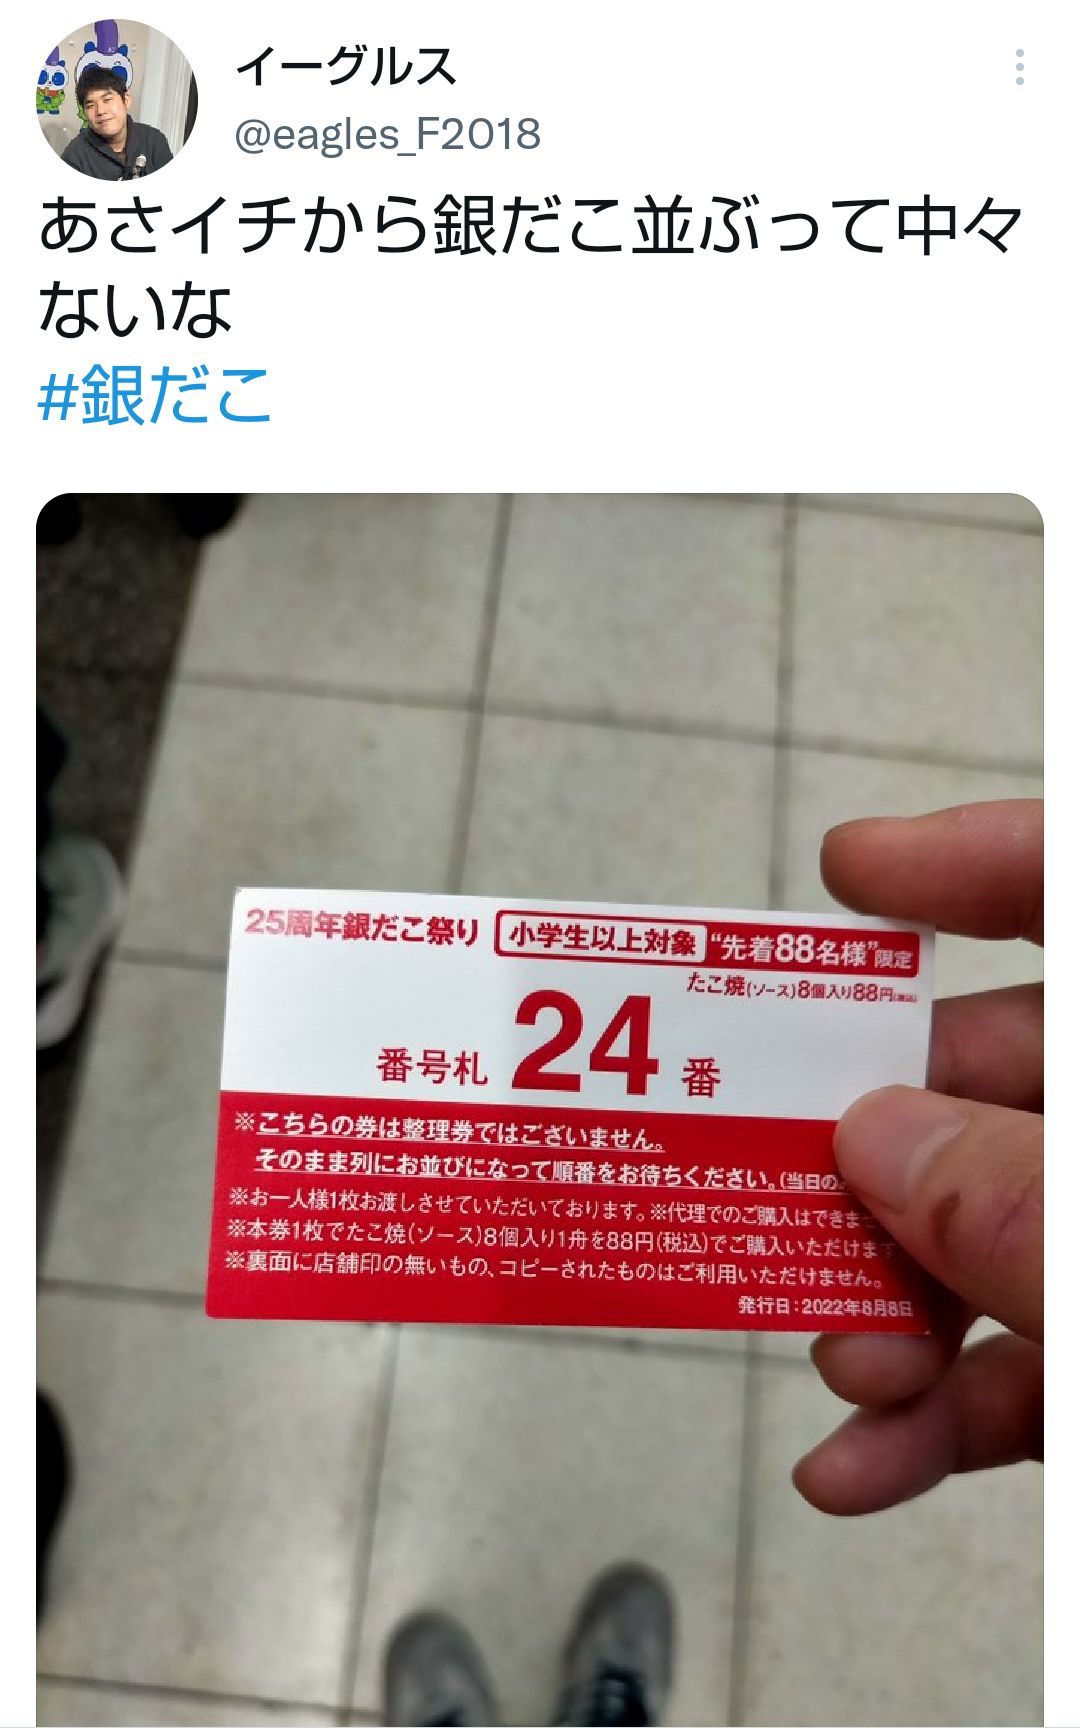 イーグルス
@eagles_F2018
あさイチから銀だこ並ぶって中々
ないな
#銀だこ
25周年銀だこ祭り 小学生以上対象 “先着88名様”限定
たこ焼(ソース)8個入り88円(税込)
番号札 24 番
※こちらの券は整理券ではございません。
そのまま列にお並びになって順番をお待ちください。(当日の
※お一人様1枚お渡しさせていただいております。※代理でのご購入はできま
※本券1枚でたこ焼(ソース)8個入り1舟を88円(税込)でご購入いただけます
※裏面に店舗印の無いもの、コピーされたものはご利用いただけません。
発行日:2022年8月8日